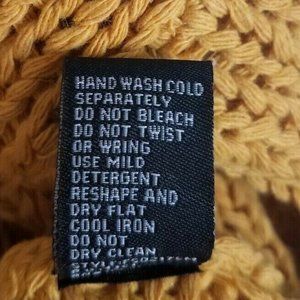 HAND WASH COLD
SEPARATELY
DO NOT BLEACH
DO NOT TWIST
OR WRING
USE MILD
DETERGENT
RESHAPE AND
DRY FLAT
COOL IRON
DO NOT
DRY CLEAN